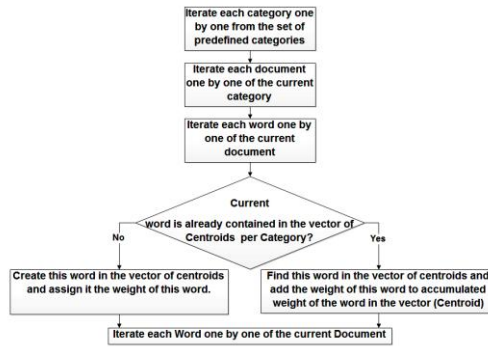 Iterate each category one
by one from the set of
predefined categories
Iterate each document
one by one of the current
category
Iterate each word one by
one of the current
document
Current
word is already contained in the vector of
Centroids per Category?
No
Yes
Create this word in the vector of centroids
and assign it the weight of this word.
Find this word in the vector of centroids and
add the weight of this word to accumulated
weight of the word in the vector (Centroid)
Iterate each Word one by one of the current Document